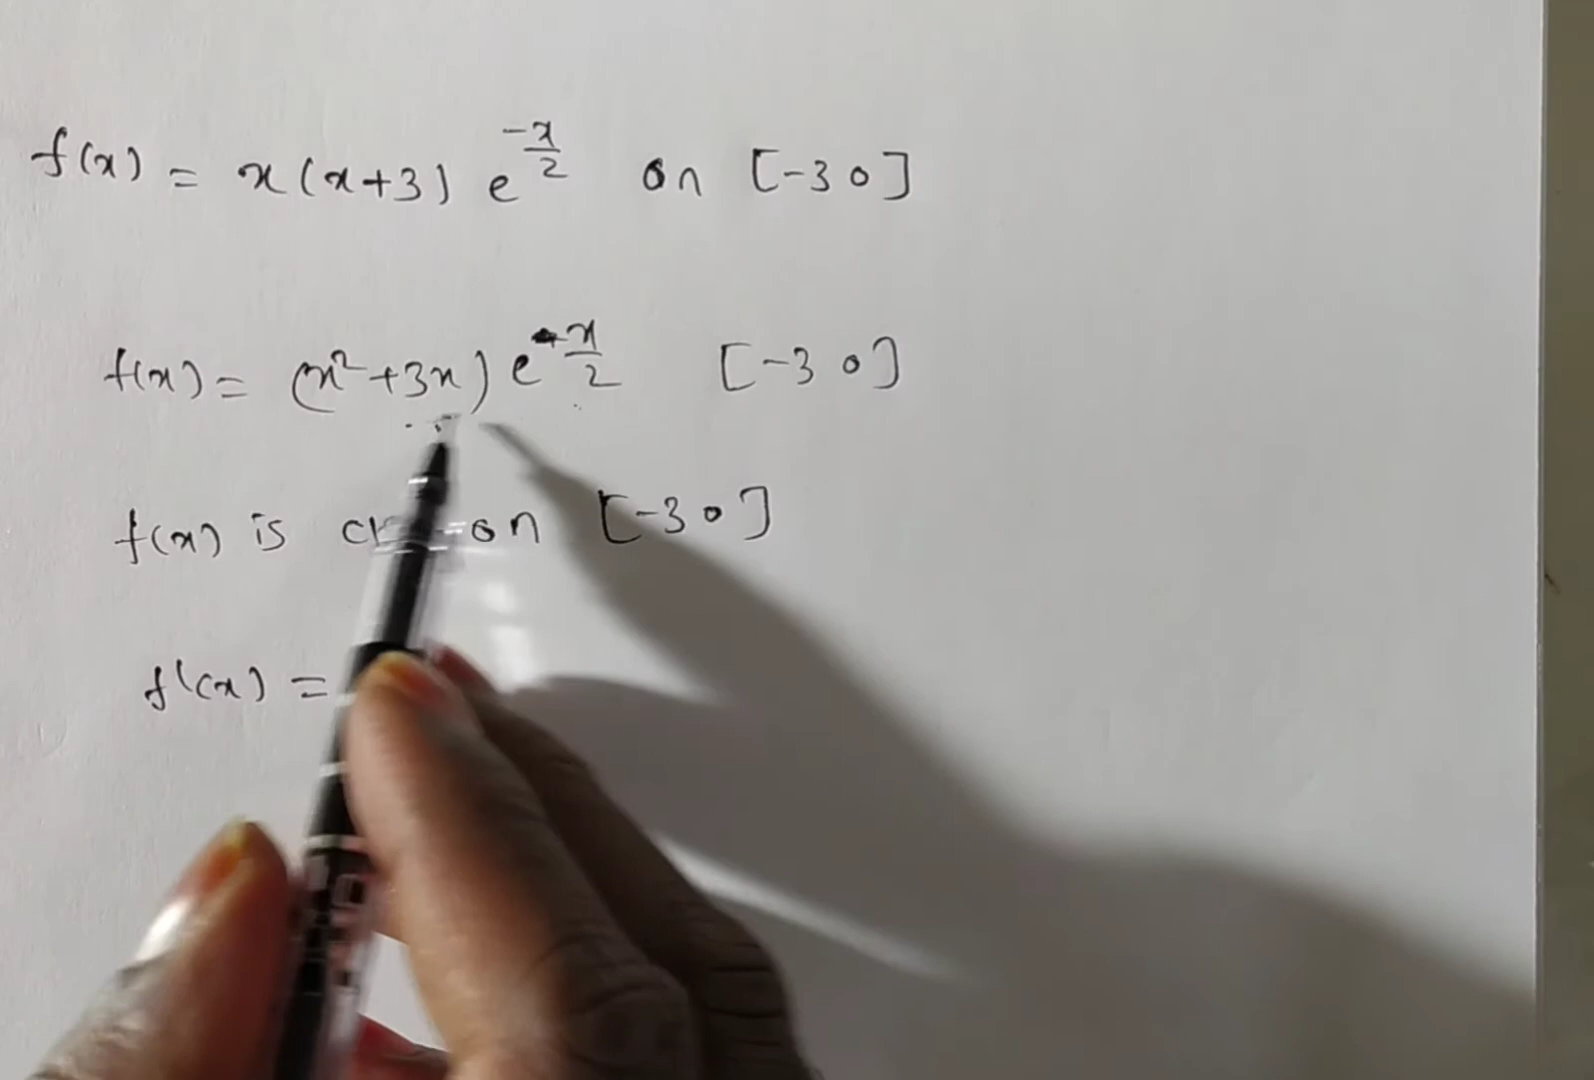 f(x) = x(x+3) e^{-x/2} on [-3 0]
f(x) = (x²+3x) e^{-x/2} [-3 0]
f(x) is on [-3 0]
f'(x) =